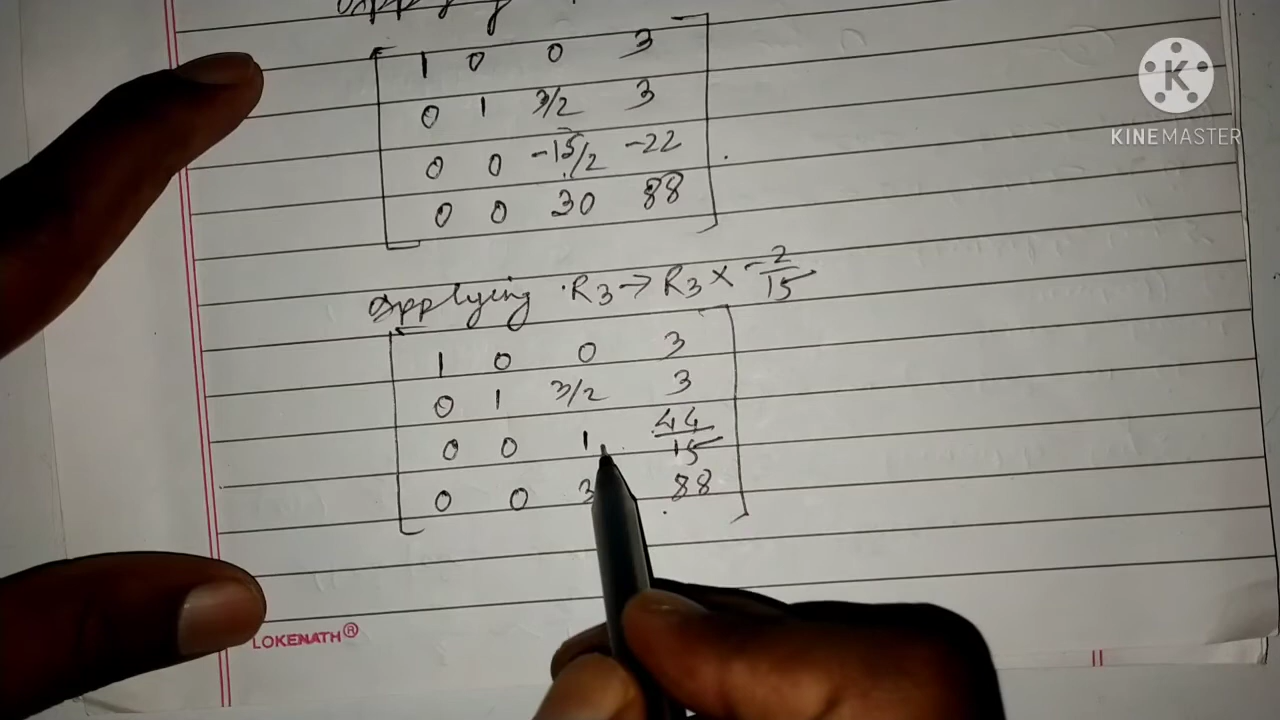 1 0 0 3
0 1 3/2 3
0 0 -15/2 -22
0 0 30 88
KINEMASTER
applying R3→R3× -2/15
1 0 0 3
0 1 3/2 3
0 0 1 44/15
0 0 3 88
LOKENATH®